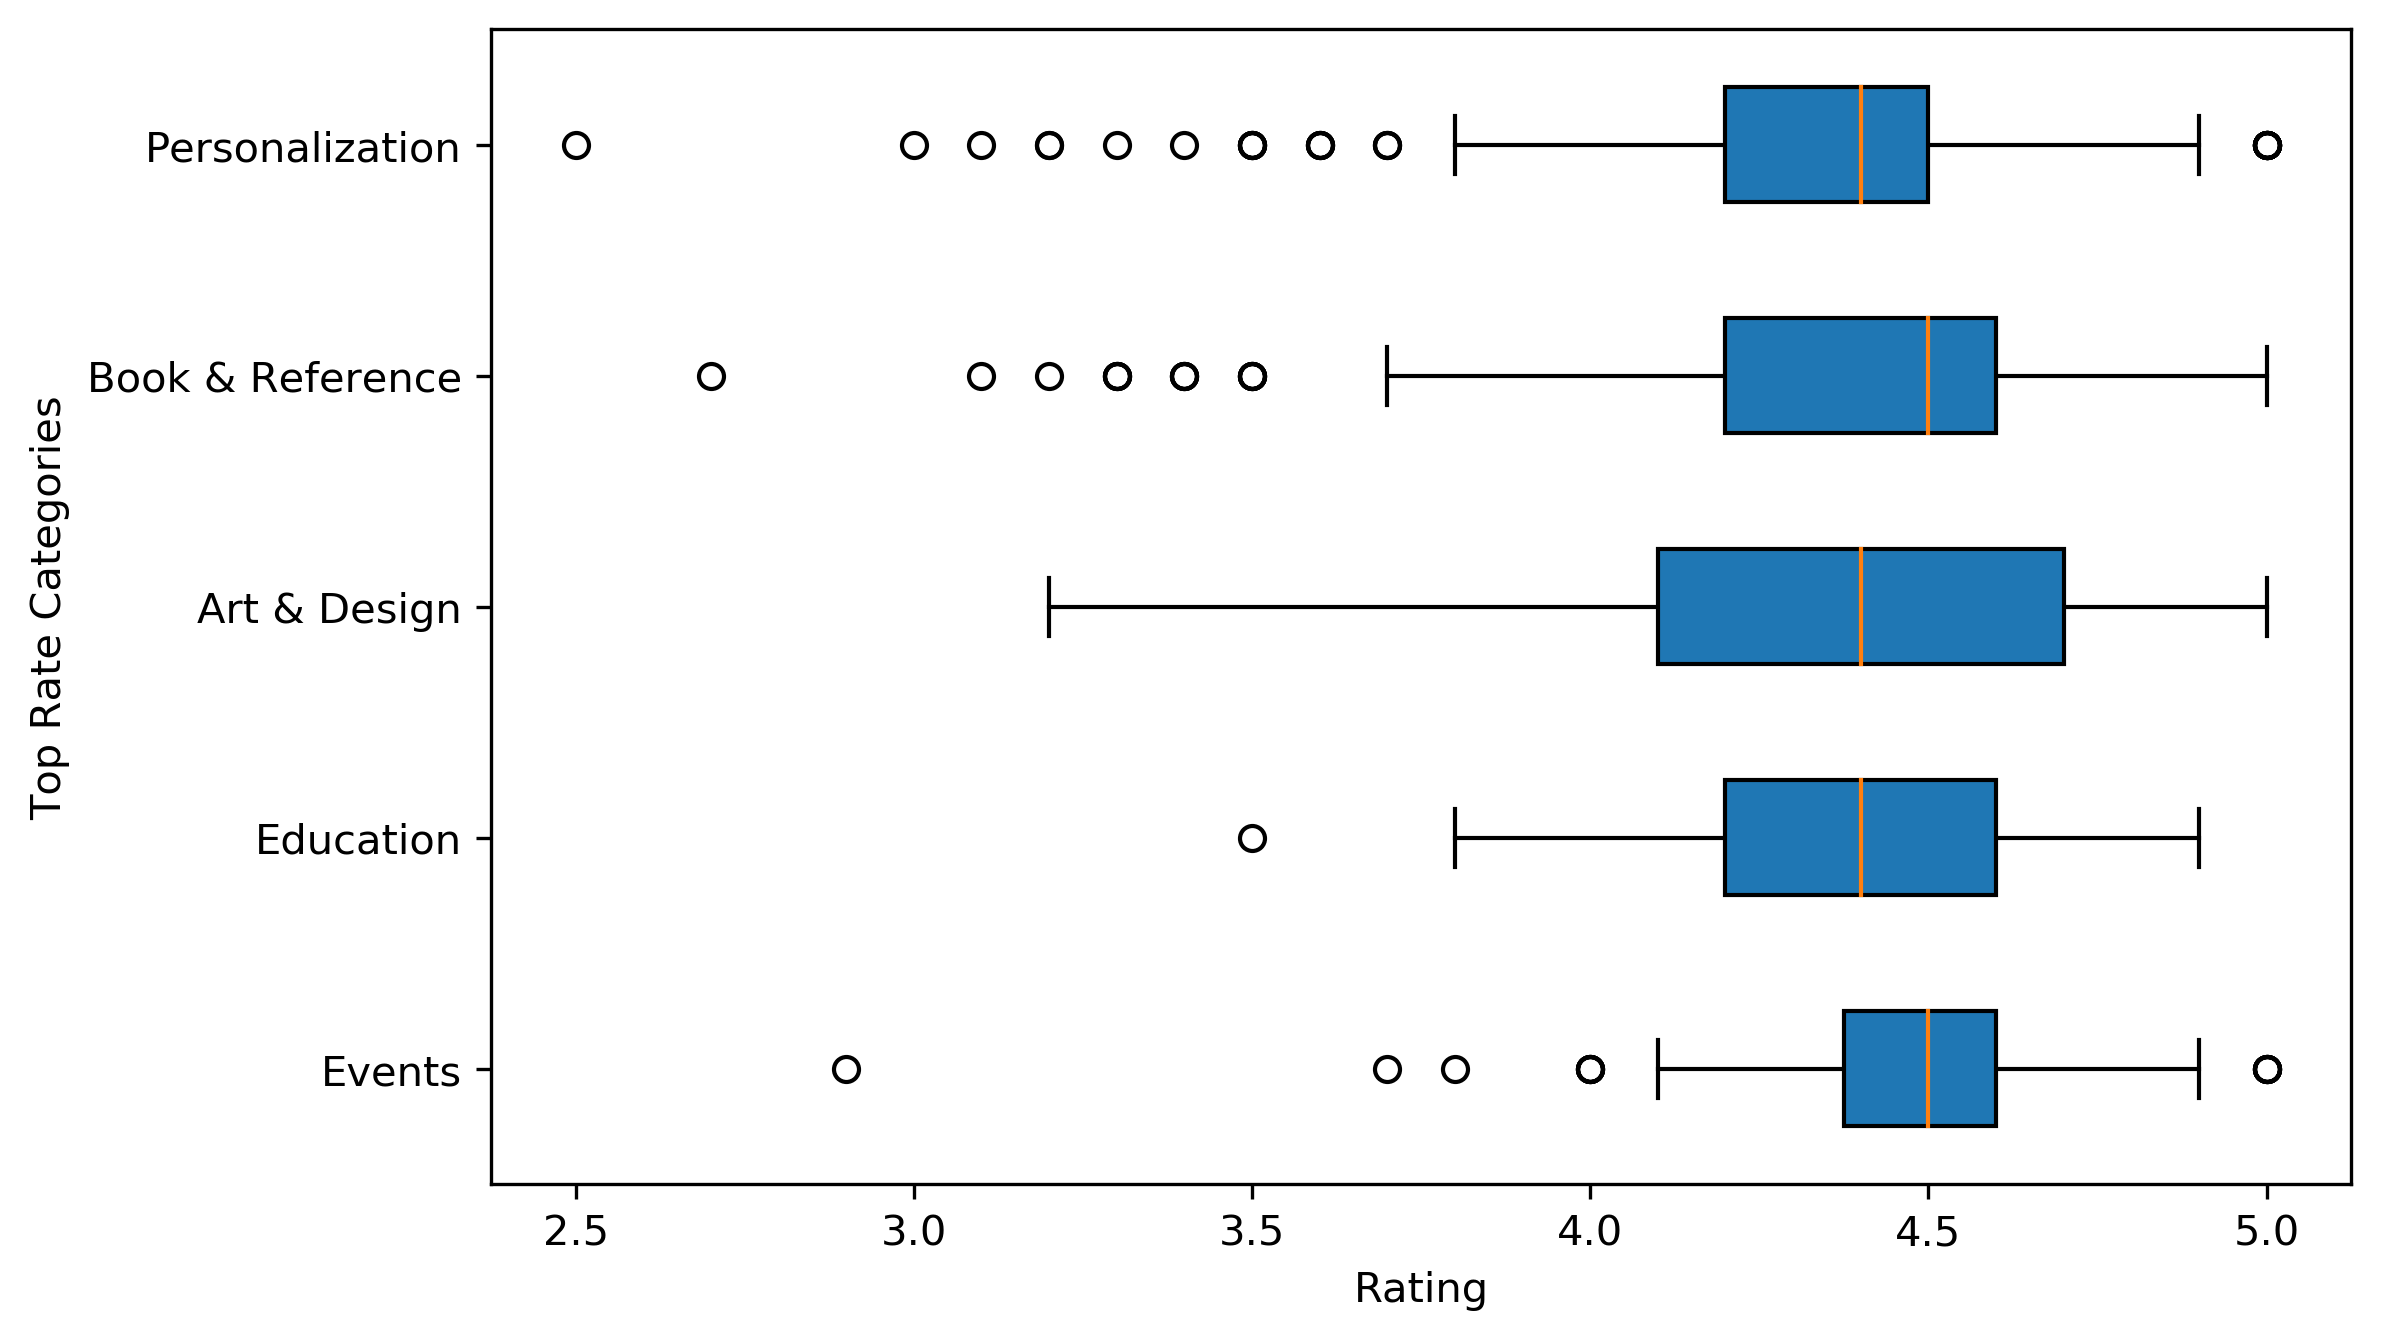 Top Rate Categories
Personalization
Book & Reference
Art & Design
Education
Events
2.5 3.0 3.5 4.0 4.5 5.0
Rating